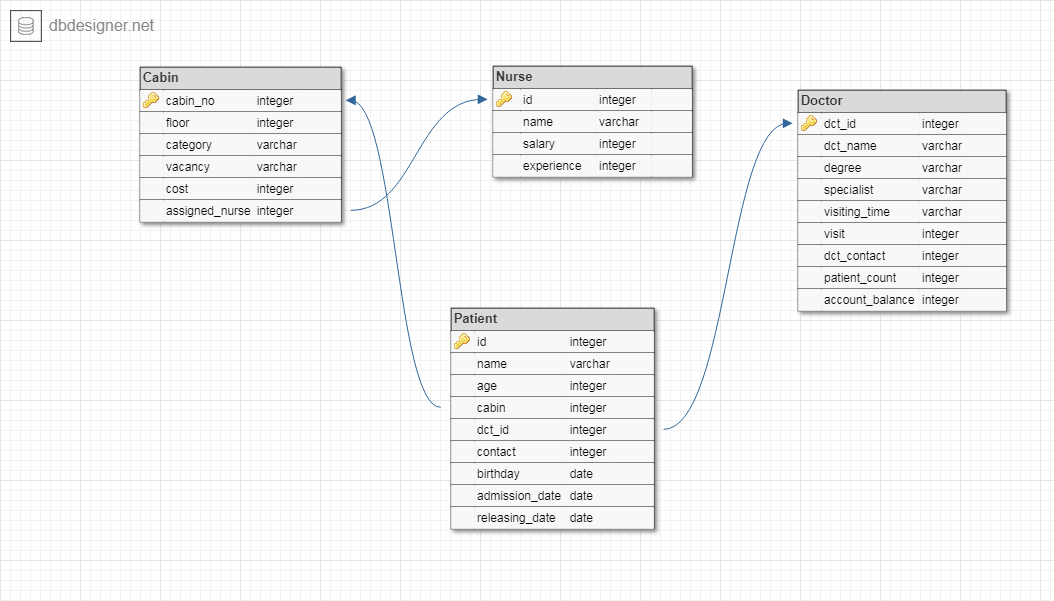 dbdesigner.net
Cabin
cabin_no integer
floor integer
category varchar
vacancy varchar
cost integer
assigned_nurse integer
Nurse
id integer
name varchar
salary integer
experience integer
Doctor
dct_id integer
dct_name varchar
degree varchar
specialist varchar
visiting_time varchar
visit integer
dct_contact integer
patient_count integer
account_balance integer
Patient
id integer
name varchar
age integer
cabin integer
dct_id integer
contact integer
birthday date
admission_date date
releasing_date date